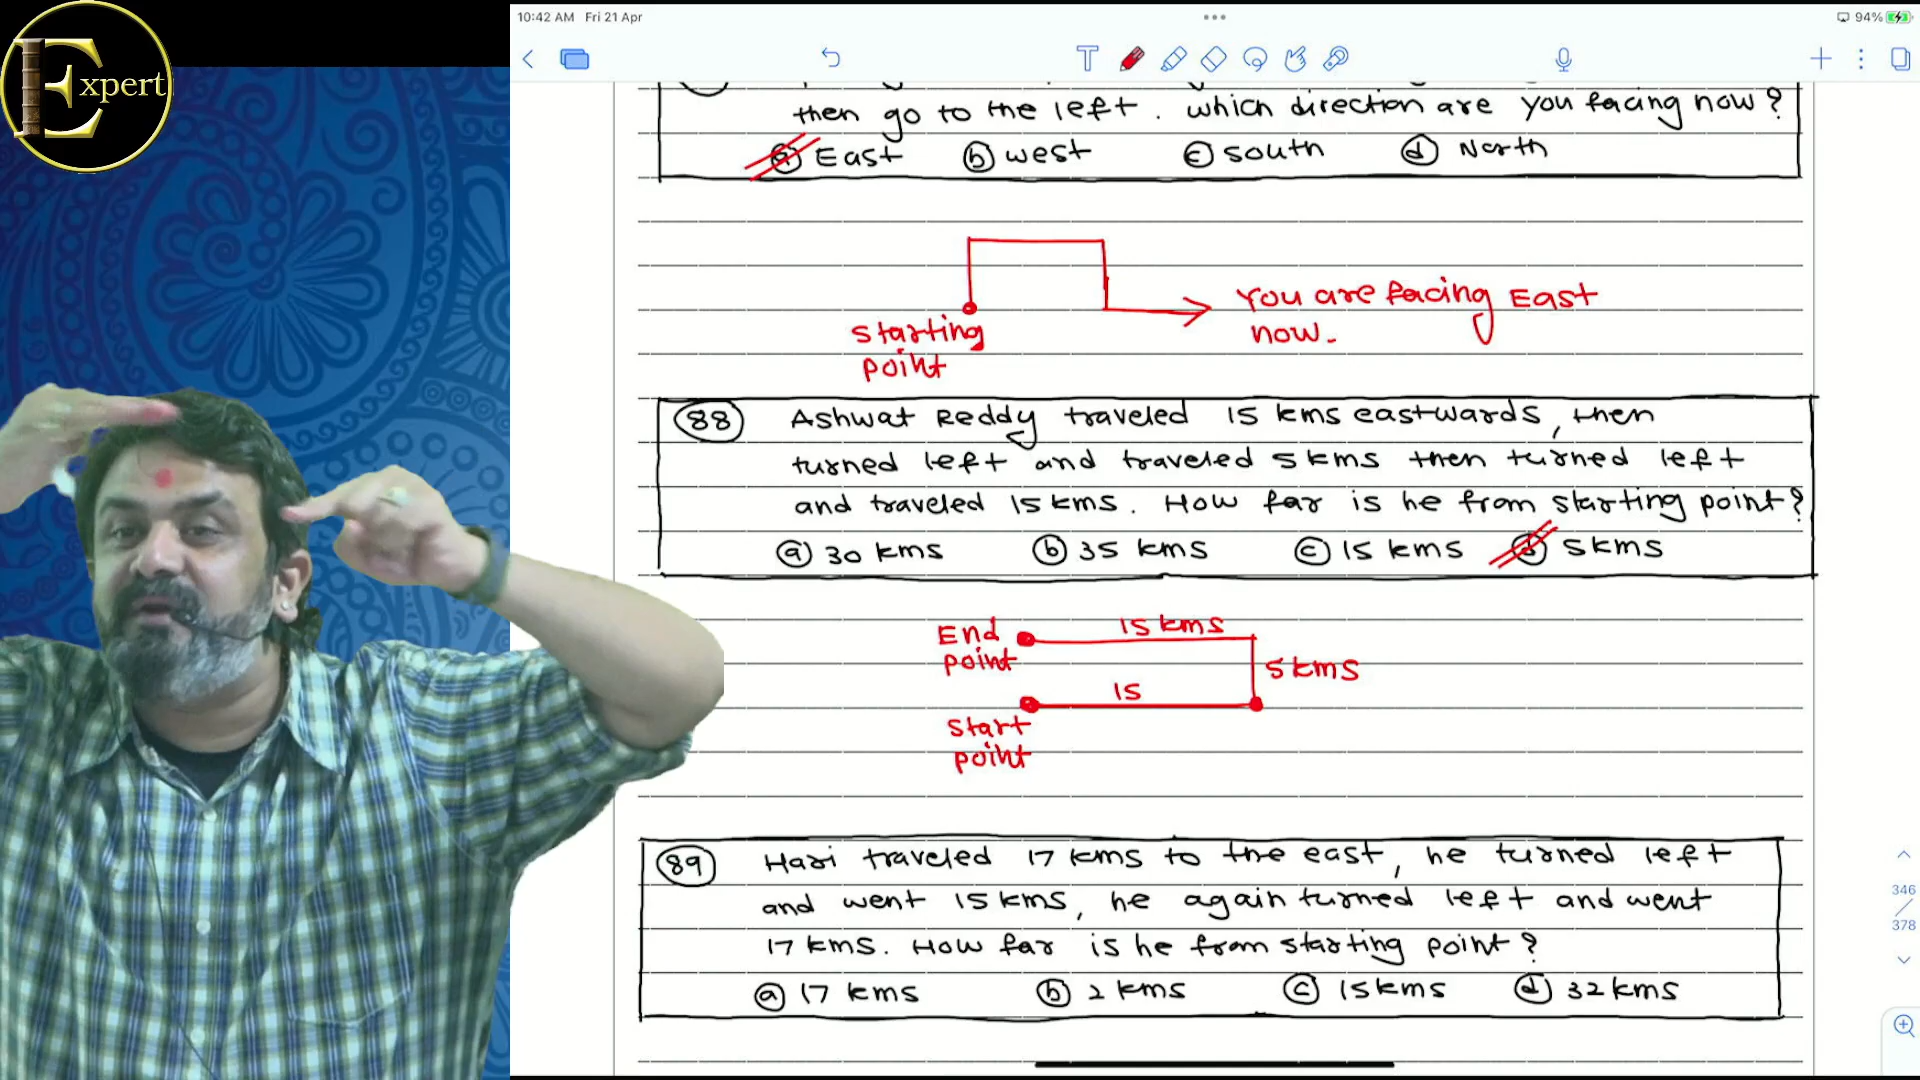 Expert
10:42 AM Fri 21 Apr
94%
then go to the left. which direction are you facing now?
a East b west c south d North
You are facing East
now.
starting
point
88 Ashwat Reddy traveled 15 kms eastwards, then
turned left and traveled 5 kms then turned left
and traveled 15 kms. How far is he from starting point?
a 30 kms b 35 kms c 15 kms d 5 kms
End
point
15 kms
5 kms
15
Start
point
89 Hari traveled 17 kms to the east, he turned left
and went 15 kms, he again turned left and went
17 kms. How far is he from starting point?
a 17 kms b 2 kms c 15 kms d 32 kms
346
378